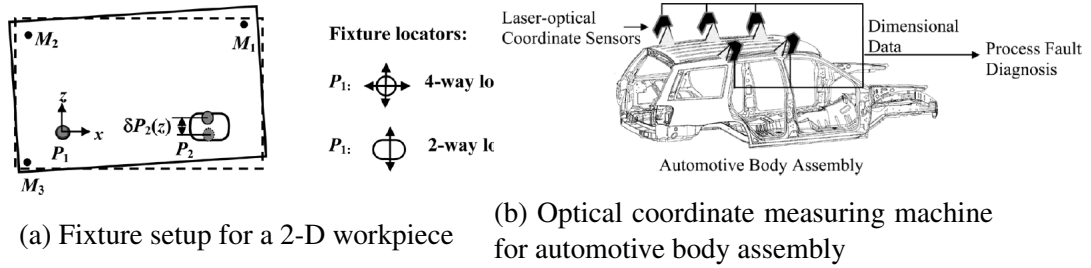 M2
M1
z
δP2(z)
x
P1
P2
M3
Fixture locators:
P1: 4-way lo
P1: 2-way lo
Laser-optical
Coordinate Sensors
Dimensional
Data
Process Fault
Diagnosis
Automotive Body Assembly
(a) Fixture setup for a 2-D workpiece
(b) Optical coordinate measuring machine
for automotive body assembly